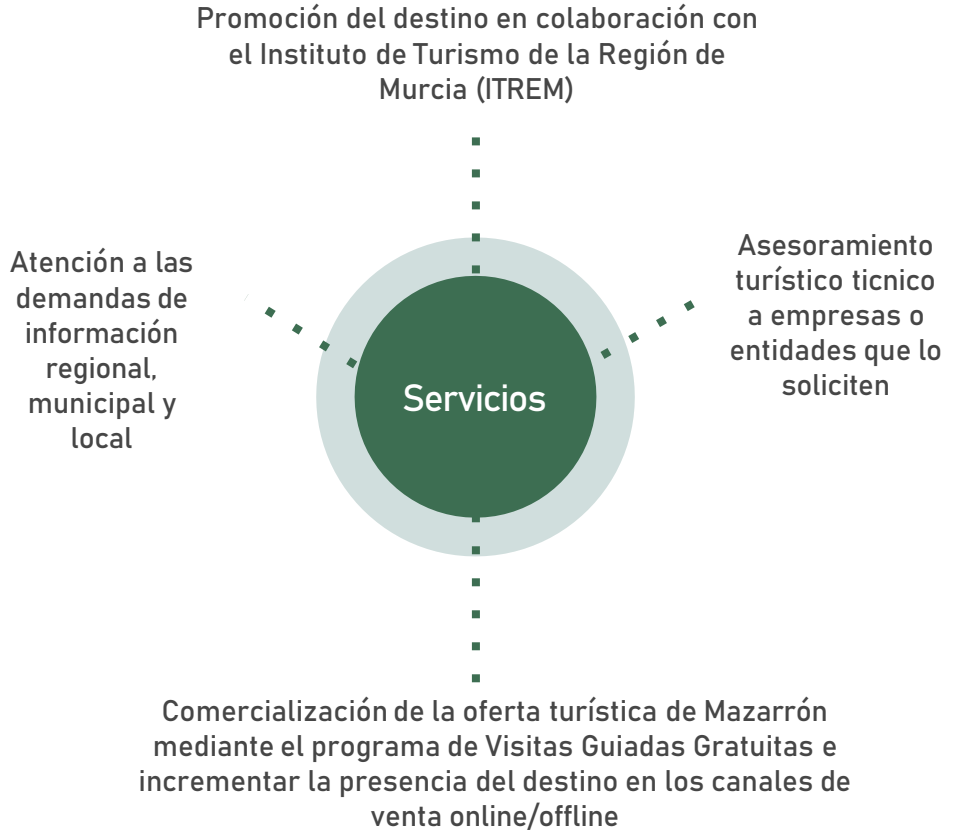 Promoción del destino en colaboración con
el Instituto de Turismo de la Región de
Murcia (ITREM)
Atención a las
demandas de
información
regional,
municipal y
local
Asesoramiento
turístico ticnico
a empresas o
entidades que lo
soliciten
Servicios
Comercialización de la oferta turística de Mazarrón
mediante el programa de Visitas Guiadas Gratuitas e
incrementar la presencia del destino en los canales de
venta online/offline